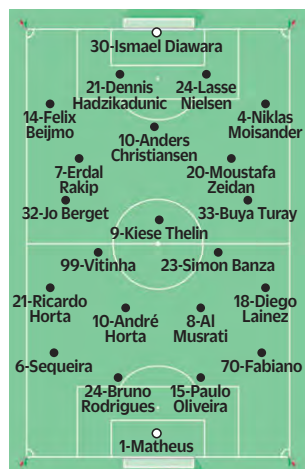 30-Ismael Diawara
21-Dennis
Hadzikadunic
24-Lasse
Nielsen
14-Felix
Beijmo
4-Niklas
Moisander
10-Anders
Christiansen
7-Erdal
Rakip
20-Moustafa
Zeidan
32-Jo Berget
33-Buya Turay
9-Kiese Thelin
99-Vitinha
23-Simon Banza
21-Ricardo
Horta
18-Diego
Lainez
10-André
Horta
8-Al
Musrati
6-Sequeira
70-Fabiano
24-Bruno
Rodrigues
15-Paulo
Oliveira
1-Matheus